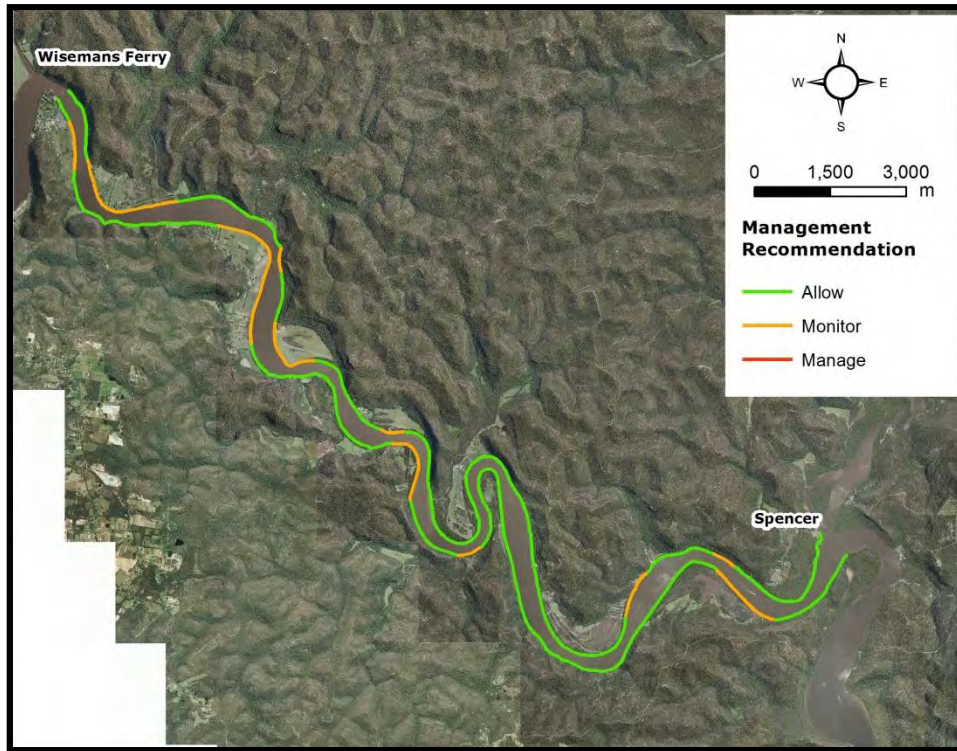 Wisemans Ferry
N
W E
S
0 1,500 3,000
m
Management
Recommendation
Allow
Monitor
Manage
Spencer